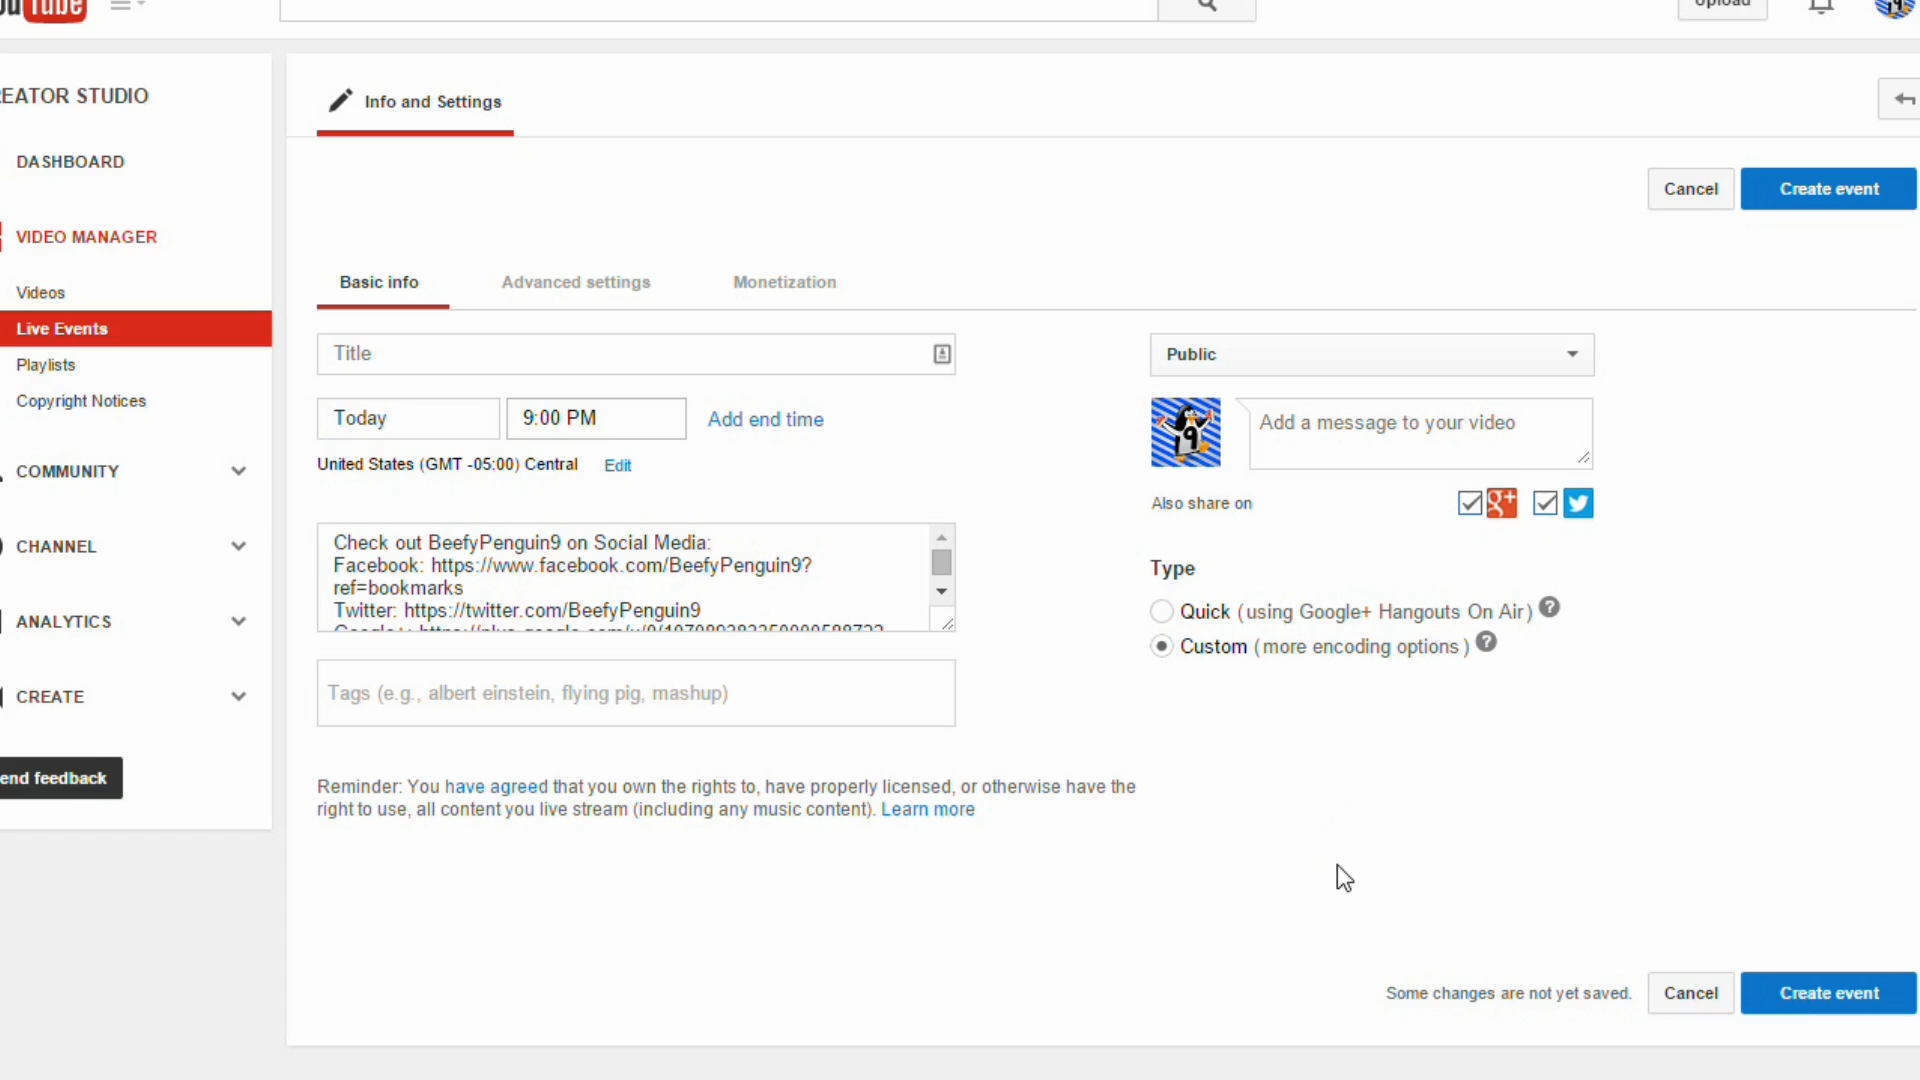 Tube
Upload
EATOR STUDIO
Info and Settings
DASHBOARD
Cancel
Create event
VIDEO MANAGER
Basic info
Advanced settings
Monetization
Videos
Live Events
Title
Public
Playlists
Copyright Notices
Today
9:00 PM
Add end time
Add a message to your video
United States (GMT -05:00) Central
Edit
COMMUNITY
Also share on
CHANNEL
Check out BeefyPenguin9 on Social Media:
Facebook: https://www.facebook.com/BeefyPenguin9?
ref=bookmarks
Twitter: https://twitter.com/BeefyPenguin9
Type
Quick (using Google+ Hangouts On Air)
Custom (more encoding options )
ANALYTICS
CREATE
Tags (e.g., albert einstein, flying pig, mashup)
end feedback
Reminder: You have agreed that you own the rights to, have properly licensed, or otherwise have the
right to use, all content you live stream (including any music content). Learn more
Some changes are not yet saved.
Cancel
Create event